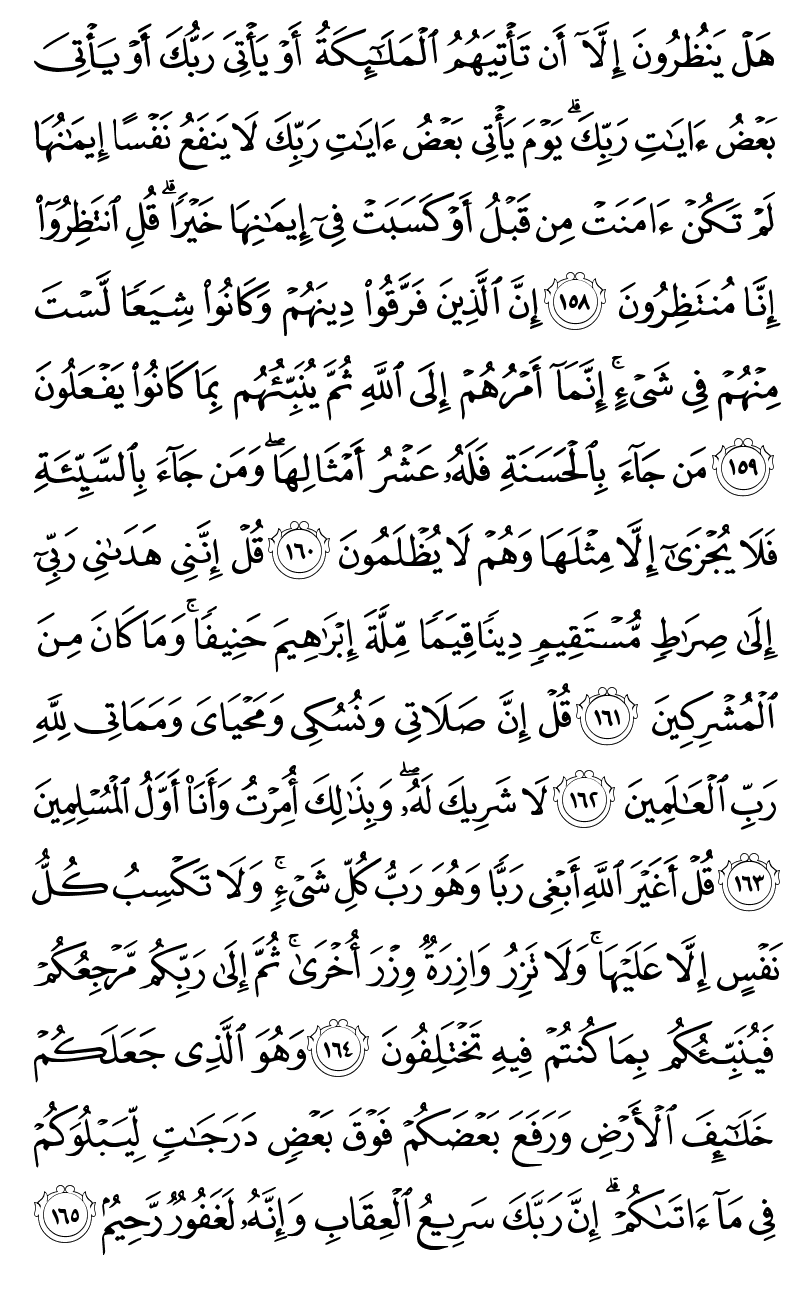 هَلۡ يَنظُرُونَ إِلَّآ أَن تَأۡتِيَهُمُ ٱلۡمَلَـٰٓئِكَةُ أَوۡ يَأۡتِىَ رَبُّكَ أَوۡ يَأۡتِىَ
بَعۡضُ ءَايَـٰتِ رَبِّكَۗ يَوۡمَ يَأۡتِى بَعۡضُ ءَايَـٰتِ رَبِّكَ لَا يَنفَعُ نَفۡسًا إِيمَـٰنُهَا
لَمۡ تَكُنۡ ءَامَنَتۡ مِن قَبۡلُ أَوۡ كَسَبَتۡ فِىٓ إِيمَـٰنِهَا خَيۡرٗاۗ قُلِ ٱنتَظِرُوٓاْ
إِنَّا مُنتَظِرُونَ ١٥٨ إِنَّ ٱلَّذِينَ فَرَّقُواْ دِينَهُمۡ وَكَانُواْ شِيَعٗا لَّسۡتَ
مِنۡهُمۡ فِى شَىۡءٍۚ إِنَّمَآ أَمۡرُهُمۡ إِلَى ٱللَّهِ ثُمَّ يُنَبِّئُهُم بِمَا كَانُواْ يَفۡعَلُونَ
١٥٩ مَن جَآءَ بِٱلۡحَسَنَةِ فَلَهُۥ عَشۡرُ أَمۡثَالِهَاۖ وَمَن جَآءَ بِٱلسَّيِّئَةِ
فَلَا يُجۡزَىٰٓ إِلَّا مِثۡلَهَا وَهُمۡ لَا يُظۡلَمُونَ ١٦٠ قُلۡ إِنَّنِى هَدَىٰنِى رَبِّىٓ
إِلَىٰ صِرَٰطٖ مُّسۡتَقِيمٖ دِينٗا قِيَمٗا مِّلَّةَ إِبۡرَٰهِيمَ حَنِيفٗاۚ وَمَا كَانَ مِنَ
ٱلۡمُشۡرِكِينَ ١٦١ قُلۡ إِنَّ صَلَاتِى وَنُسُكِى وَمَحۡيَاىَ وَمَمَاتِى لِلَّهِ
رَبِّ ٱلۡعَـٰلَمِينَ ١٦٢ لَا شَرِيكَ لَهُۥۖ وَبِذَٰلِكَ أُمِرۡتُ وَأَنَا۠ أَوَّلُ ٱلۡمُسۡلِمِينَ
١٦٣ قُلۡ أَغَيۡرَ ٱللَّهِ أَبۡغِى رَبّٗا وَهُوَ رَبُّ كُلِّ شَىۡءٖۚ وَلَا تَكۡسِبُ كُلُّ
نَفۡسٍ إِلَّا عَلَيۡهَاۚ وَلَا تَزِرُ وَازِرَةٞ وِزۡرَ أُخۡرَىٰۚ ثُمَّ إِلَىٰ رَبِّكُم مَّرۡجِعُكُمۡ
فَيُنَبِّئُكُم بِمَا كُنتُمۡ فِيهِ تَخۡتَلِفُونَ ١٦٤ وَهُوَ ٱلَّذِى جَعَلَكُمۡ
خَلَـٰٓئِفَ ٱلۡأَرۡضِ وَرَفَعَ بَعۡضَكُمۡ فَوۡقَ بَعۡضٖ دَرَجَـٰتٖ لِّيَبۡلُوَكُمۡ
فِى مَآ ءَاتَىٰكُمۡۗ إِنَّ رَبَّكَ سَرِيعُ ٱلۡعِقَابِ وَإِنَّهُۥ لَغَفُورٞ رَّحِيمُۢ ١٦٥